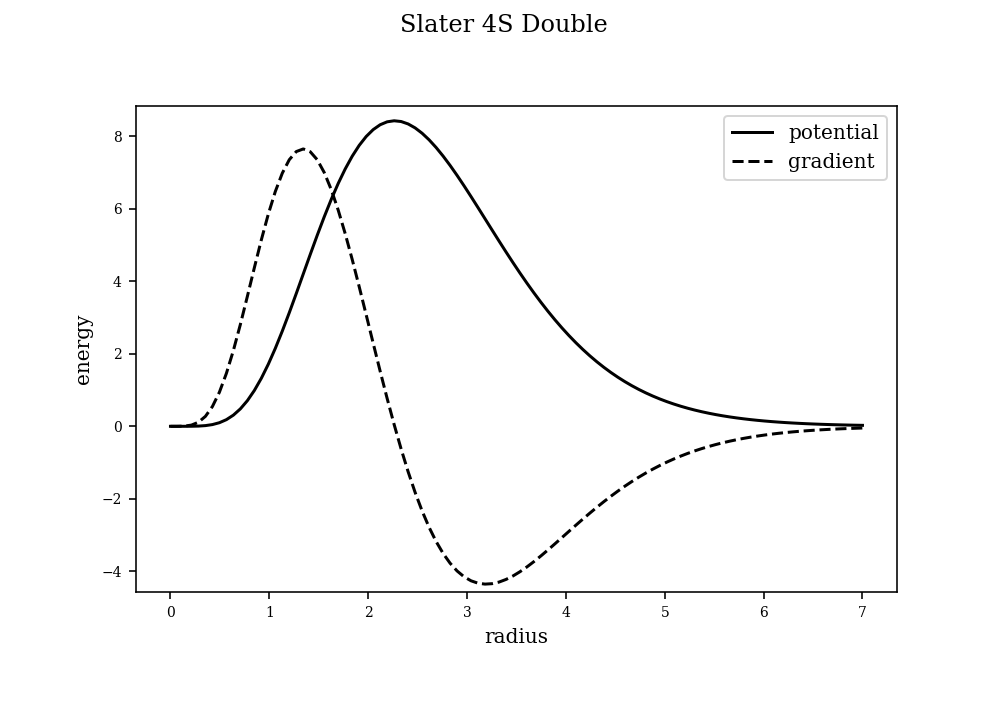 Slater 4S Double
potential
gradient
8
6
4
2
0
−2
−4
energy
0 1 2 3 4 5 6 7
radius